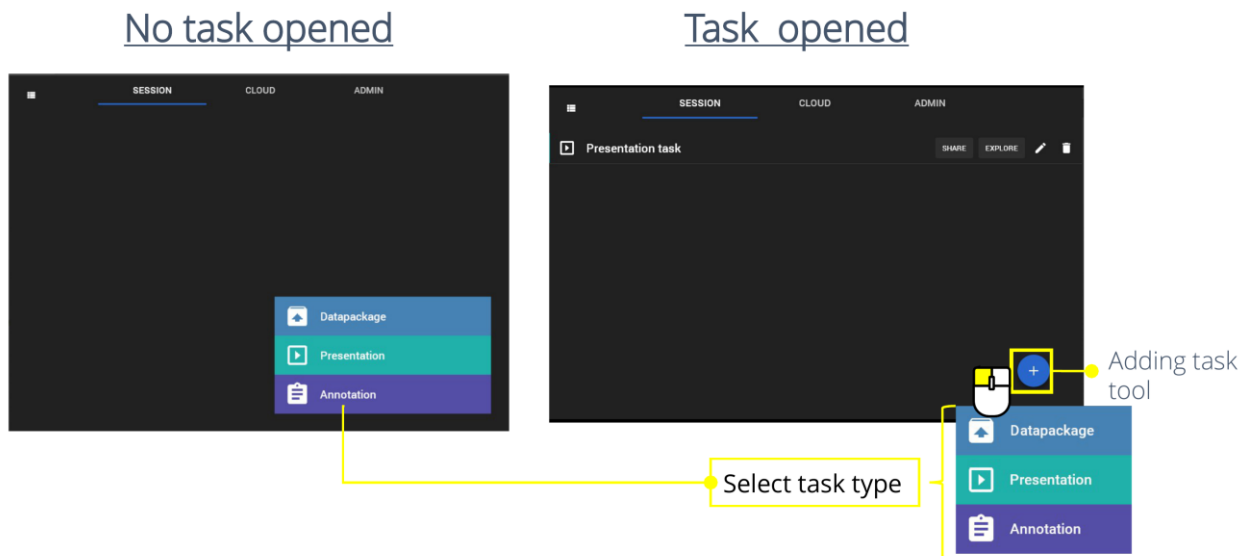 No task opened
Task opened
SESSION CLOUD ADMIN
Datapackage
Presentation
Annotation
SESSION CLOUD ADMIN
Presentation task SHARE EXPLORE
Adding task
tool
Select task type
Datapackage
Presentation
Annotation